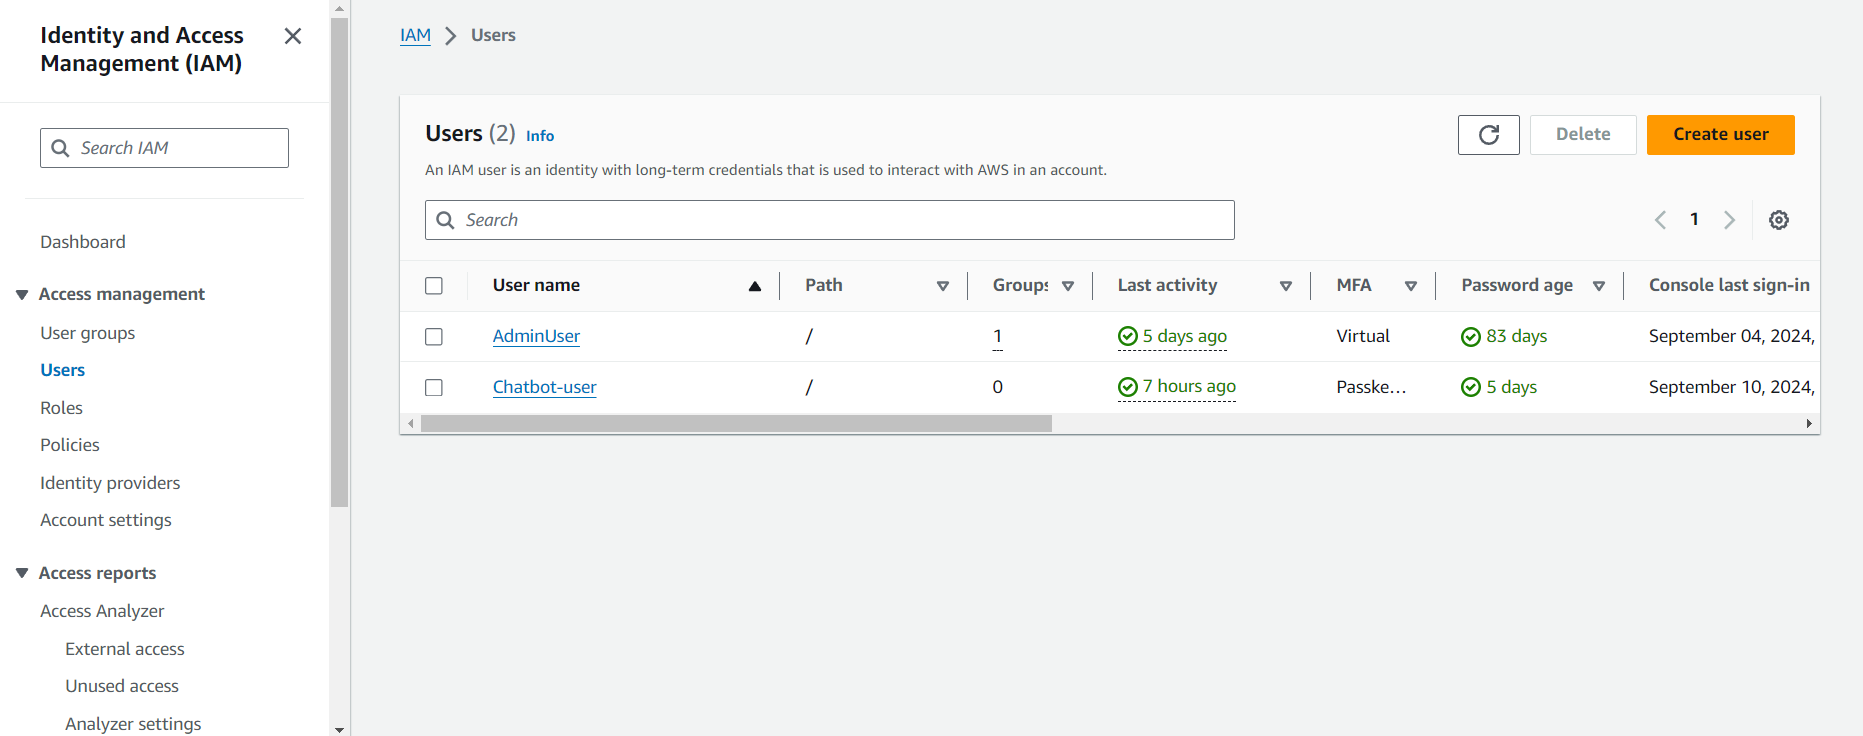 Identity and Access
Management (IAM)
Search IAM
Dashboard
Access management
User groups
Users
Roles
Policies
Identity providers
Account settings
Access reports
Access Analyzer
External access
Unused access
Analyzer settings
IAM Users
Users (2) Info
Delete
Create user
An IAM user is an identity with long-term credentials that is used to interact with AWS in an account.
Search
1
User name Path Groups Last activity MFA Password age Console last sign-in
AdminUser / 1 5 days ago Virtual 83 days September 04, 2024,
Chatbot-user / 0 7 hours ago Passke… 5 days September 10, 2024,